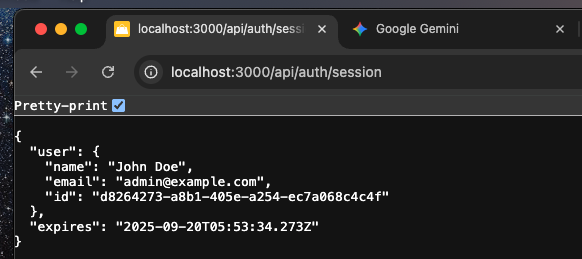 localhost:3000/api/auth/sessi
Google Gemini
localhost:3000/api/auth/session
Pretty-print
{
  "user": {
    "name": "John Doe",
    "email": "admin@example.com",
    "id": "d8264273-a8b1-405e-a254-ec7a068c4c4f"
  },
  "expires": "2025-09-20T05:53:34.273Z"
}